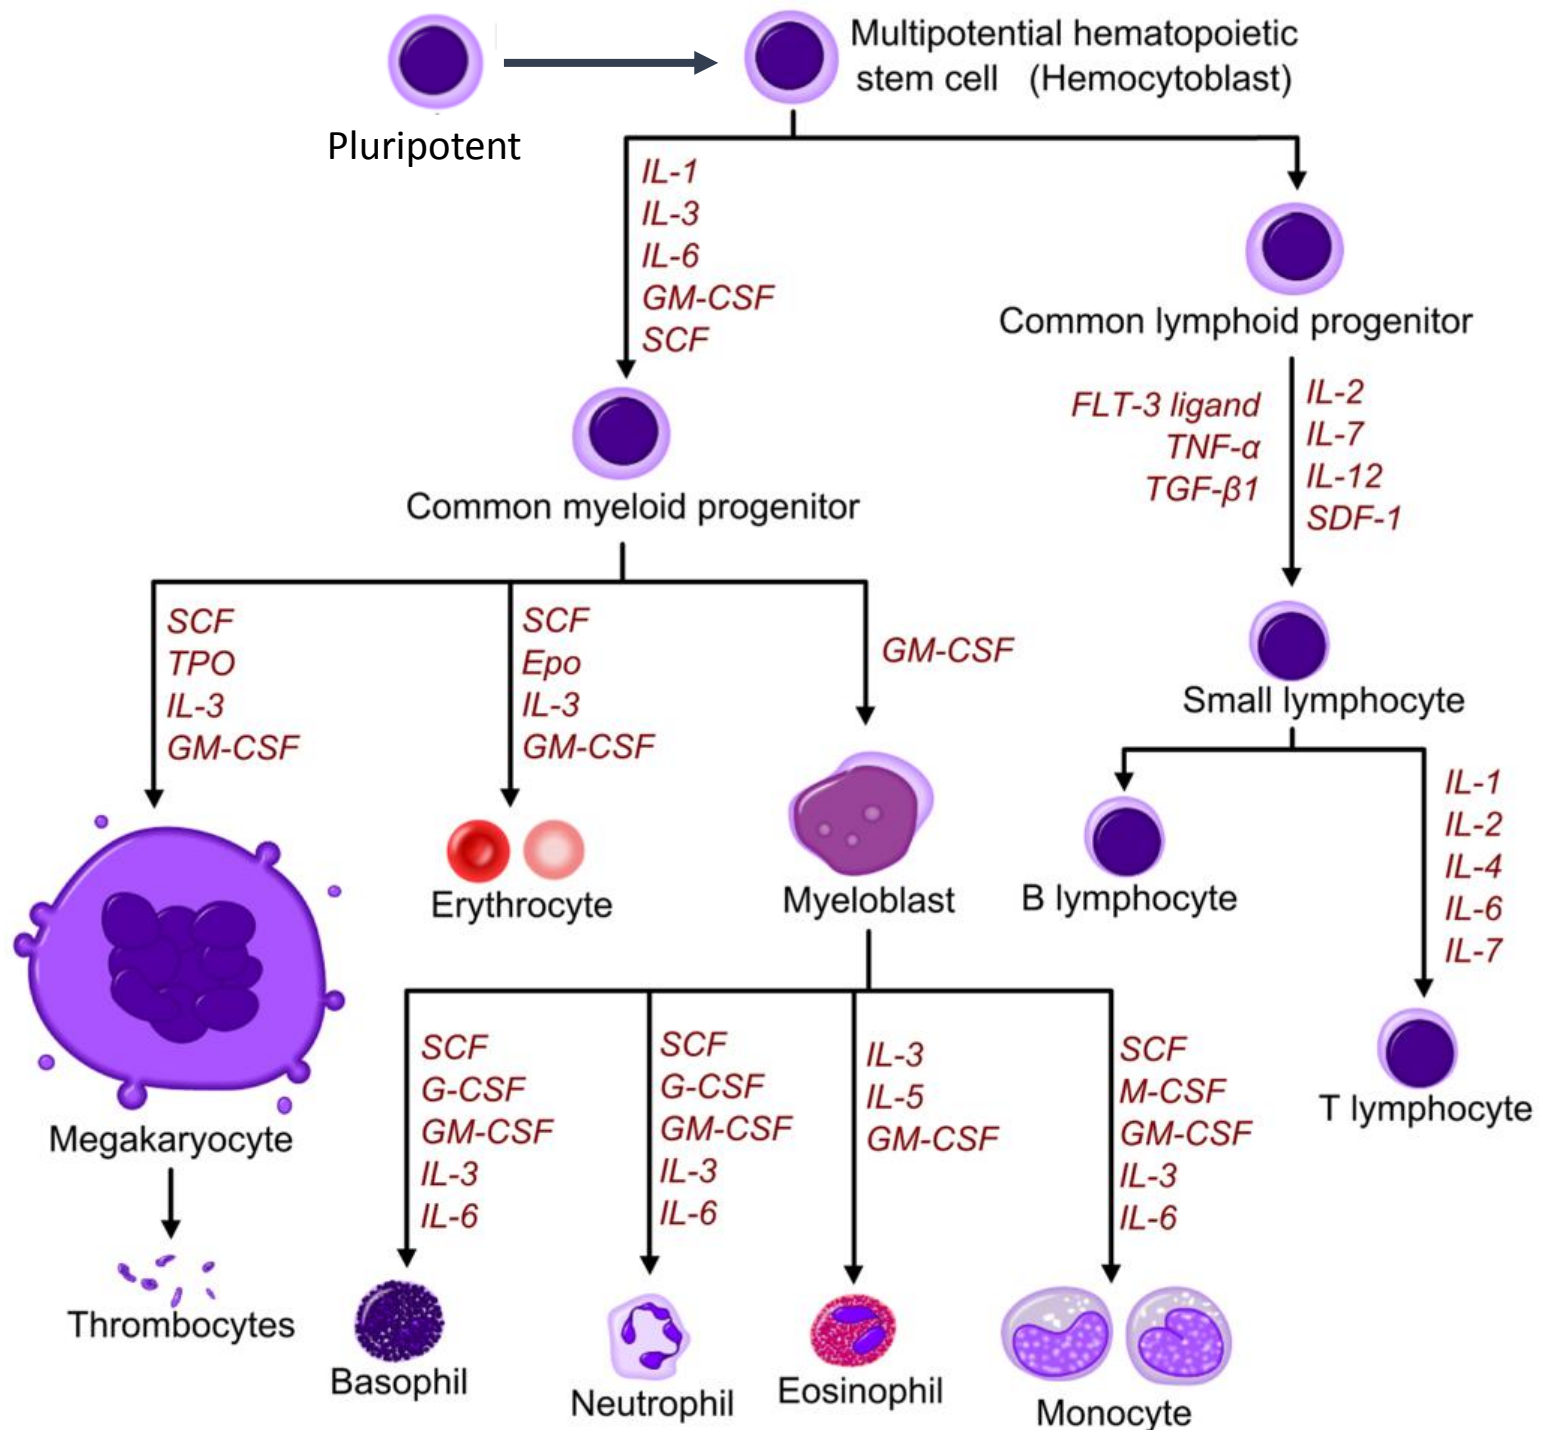 Multipotential hematopoietic
stem cell (Hemocytoblast)
Pluripotent
IL-1
IL-3
IL-6
GM-CSF
SCF
Common lymphoid progenitor
FLT-3 ligand
TNF-α
TGF-β1
IL-2
IL-7
IL-12
SDF-1
Common myeloid progenitor
SCF
TPO
IL-3
GM-CSF
SCF
Epo
IL-3
GM-CSF
GM-CSF
Small lymphocyte
IL-1
IL-2
IL-4
IL-6
IL-7
Erythrocyte
Myeloblast
B lymphocyte
T lymphocyte
Megakaryocyte
SCF
G-CSF
GM-CSF
IL-3
IL-6
SCF
G-CSF
GM-CSF
IL-3
IL-6
IL-3
IL-5
GM-CSF
SCF
M-CSF
GM-CSF
IL-3
IL-6
Thrombocytes
Basophil
Neutrophil
Eosinophil
Monocyte